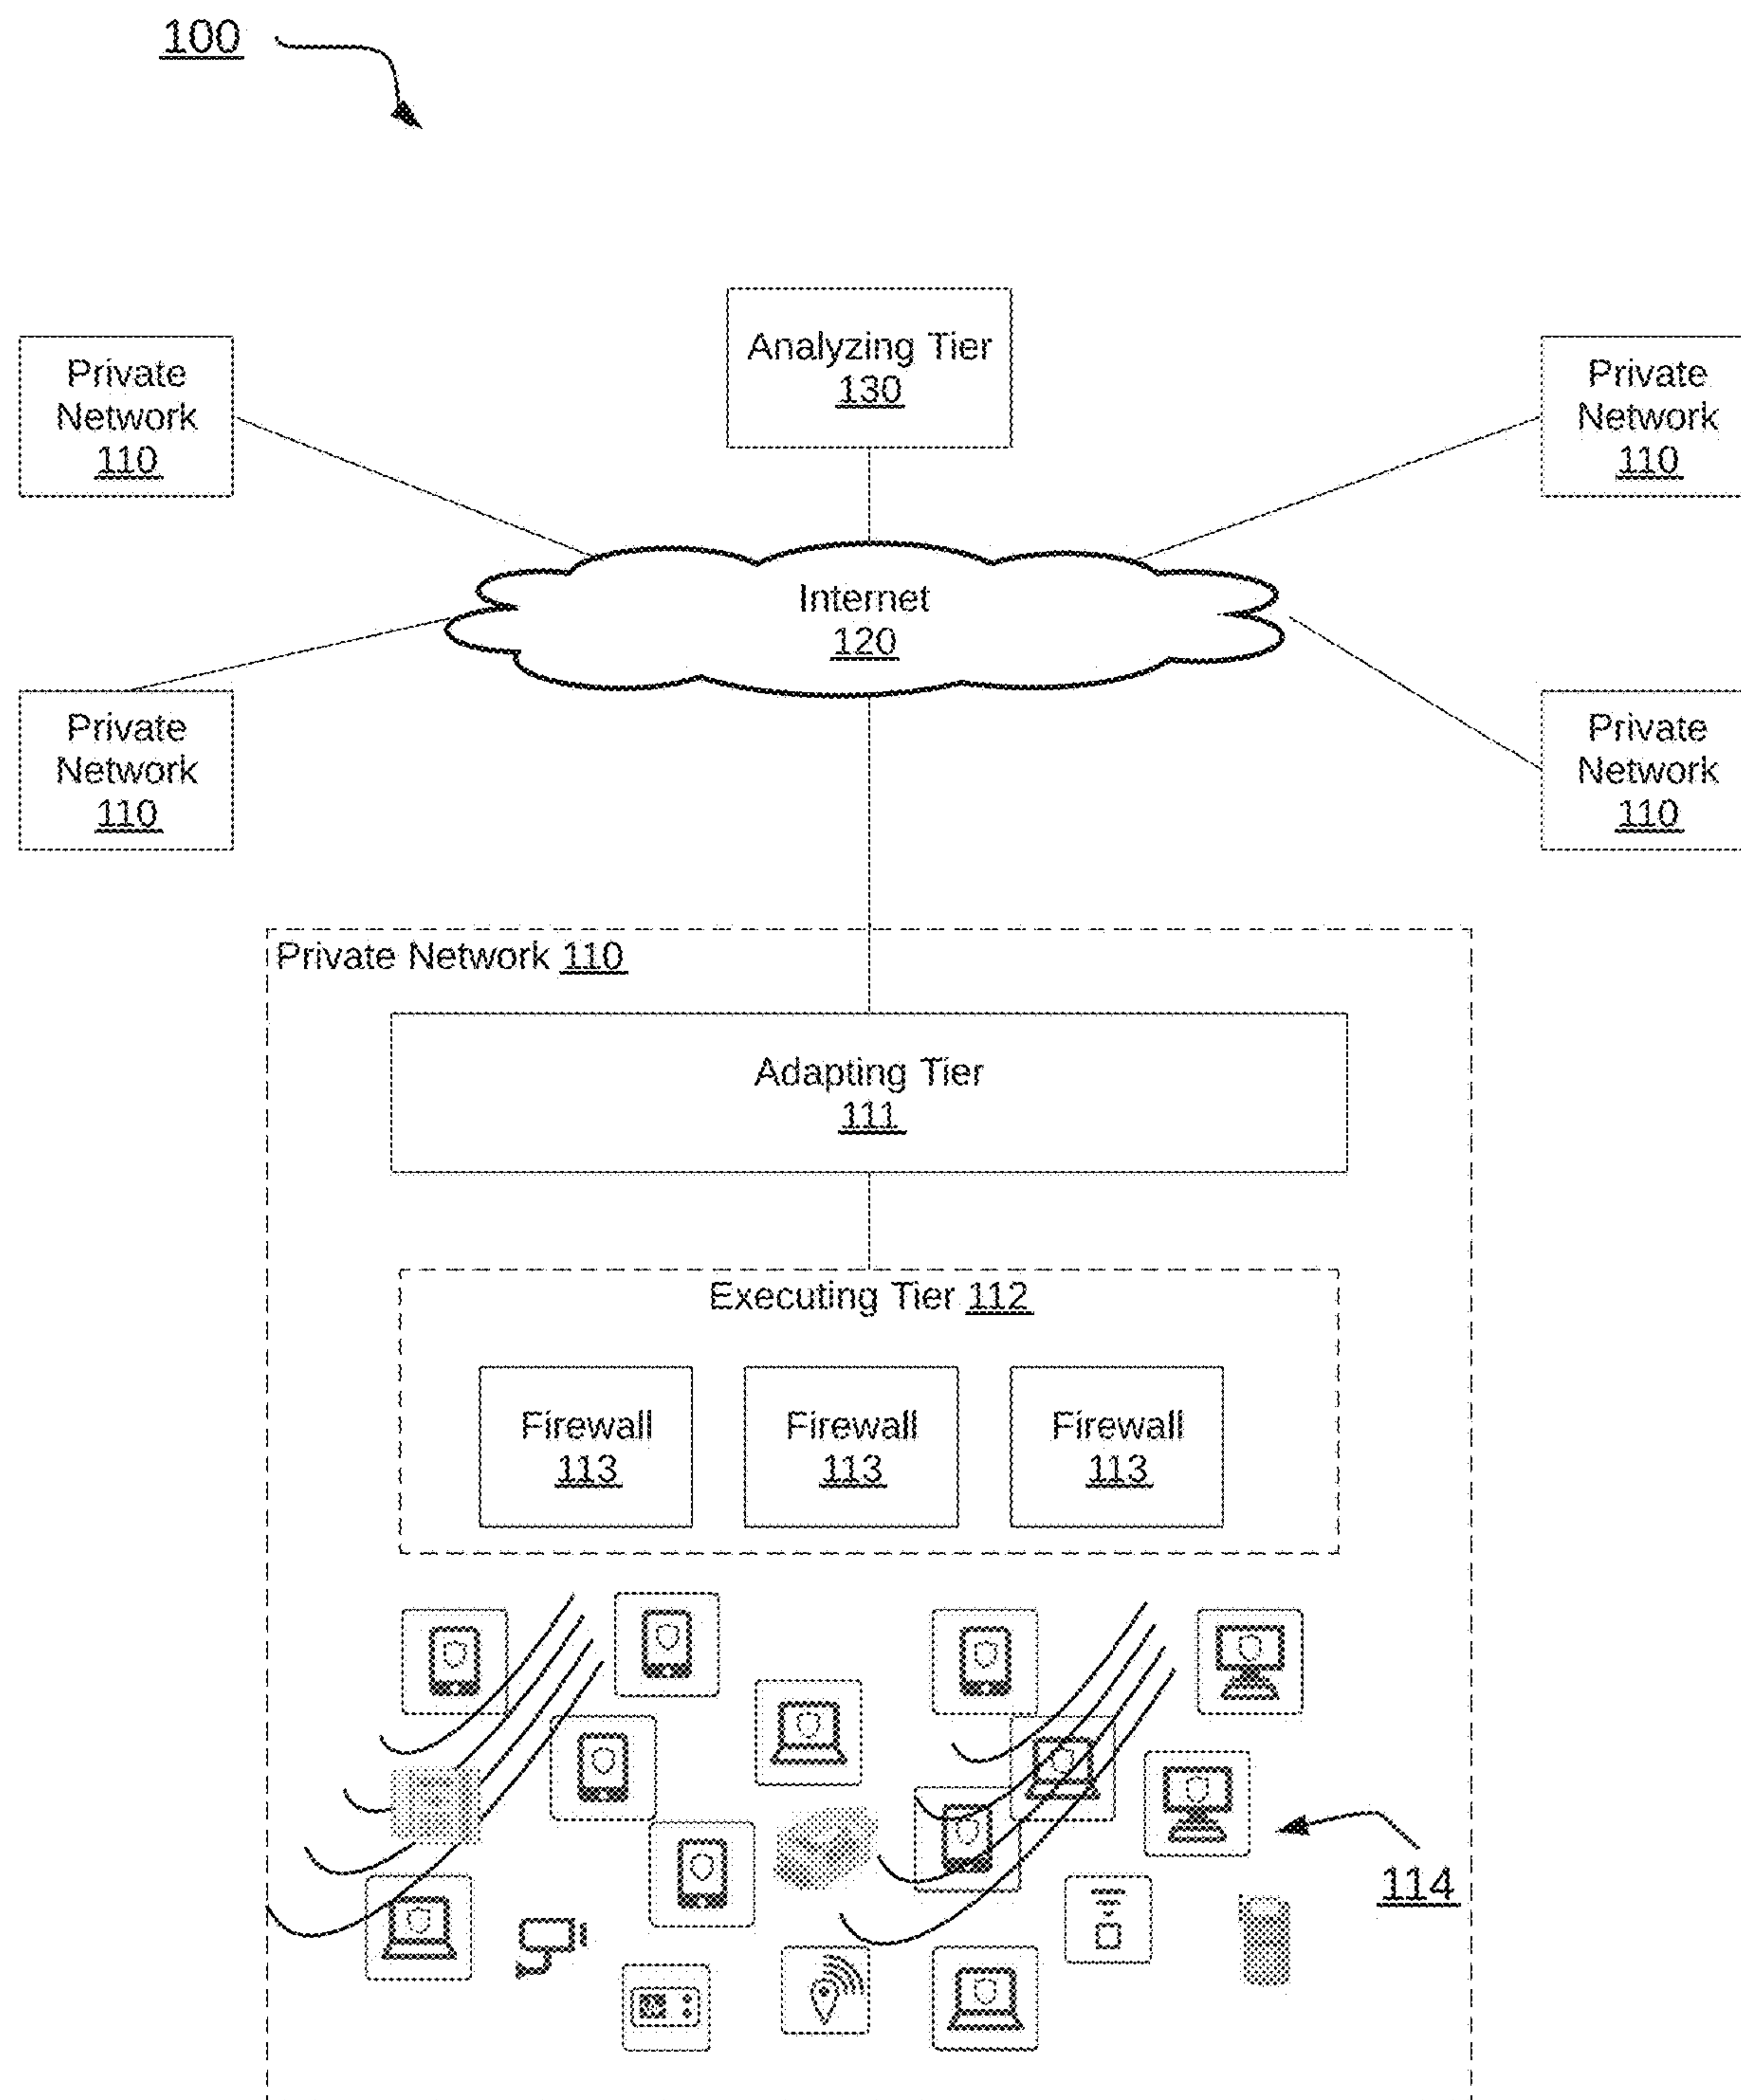 100
Analyzing Tier
130
Private
Network
110
Private
Network
110
Internet
120
Private
Network
110
Private
Network
110
Private Network 110
Adapting Tier
111
Executing Tier 112
Firewall
113
Firewall
113
Firewall
113
114